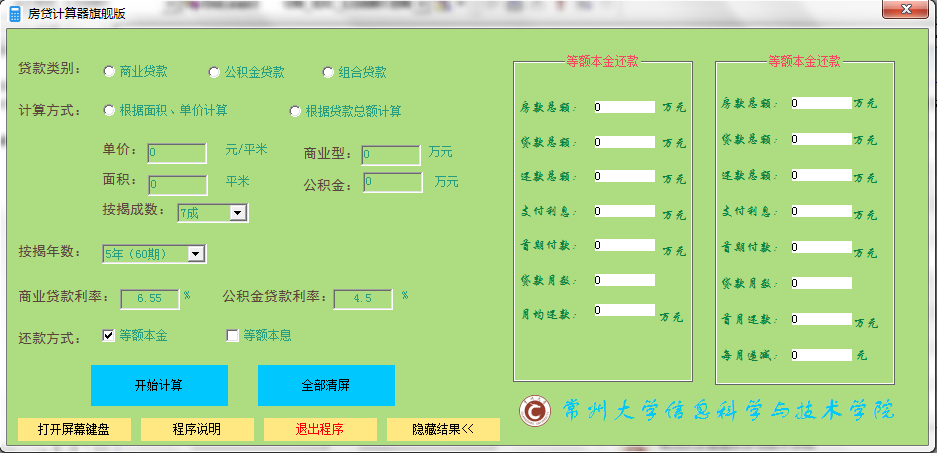 房贷计算器旗舰版
贷款类别：
商业贷款
公积金贷款
组合贷款
计算方式：
根据面积、单价计算
根据贷款总额计算
单价：
0
元/平米
商业型：
0
万元
面积：
0
平米
公积金：
0
万元
按揭成数：
7成
按揭年数：
5年（60期）
商业贷款利率：
6.55
%
公积金贷款利率：
4.5
%
还款方式：
等额本金
等额本息
开始计算
全部清屏
打开屏幕键盘
程序说明
退出程序
隐藏结果<<
等额本金还款
房款总额：
0
万元
贷款总额：
0
万元
还款总额：
0
万元
支付利息：
0
万元
首期付款：
0
万元
贷款月数：
0
月均还款：
0
万元
等额本金还款
房款总额：
0
万元
贷款总额：
0
万元
还款总额：
0
万元
支付利息：
0
万元
首期付款：
0
万元
贷款月数：
0
首月还款：
0
万元
每月递减：
0
元
常州大学信息科学与技术学院